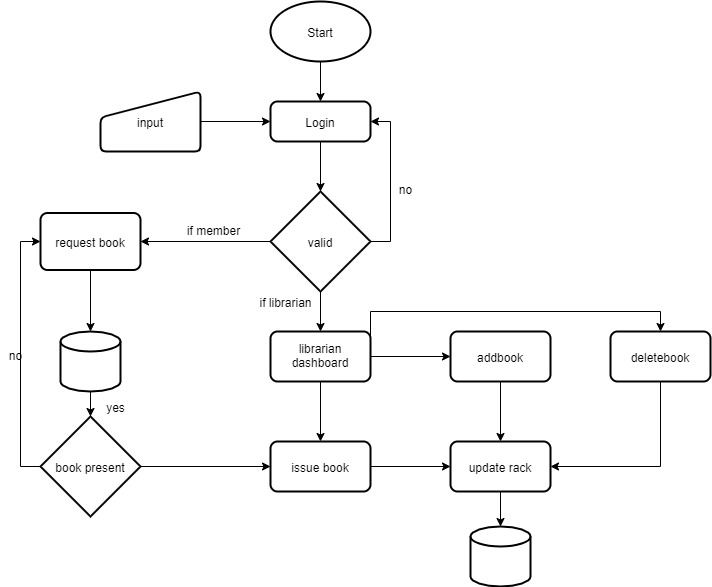 Start
input
Login
no
request book
if member
valid
if librarian
librarian
dashboard
addbook
deletebook
no
yes
book present
issue book
update rack